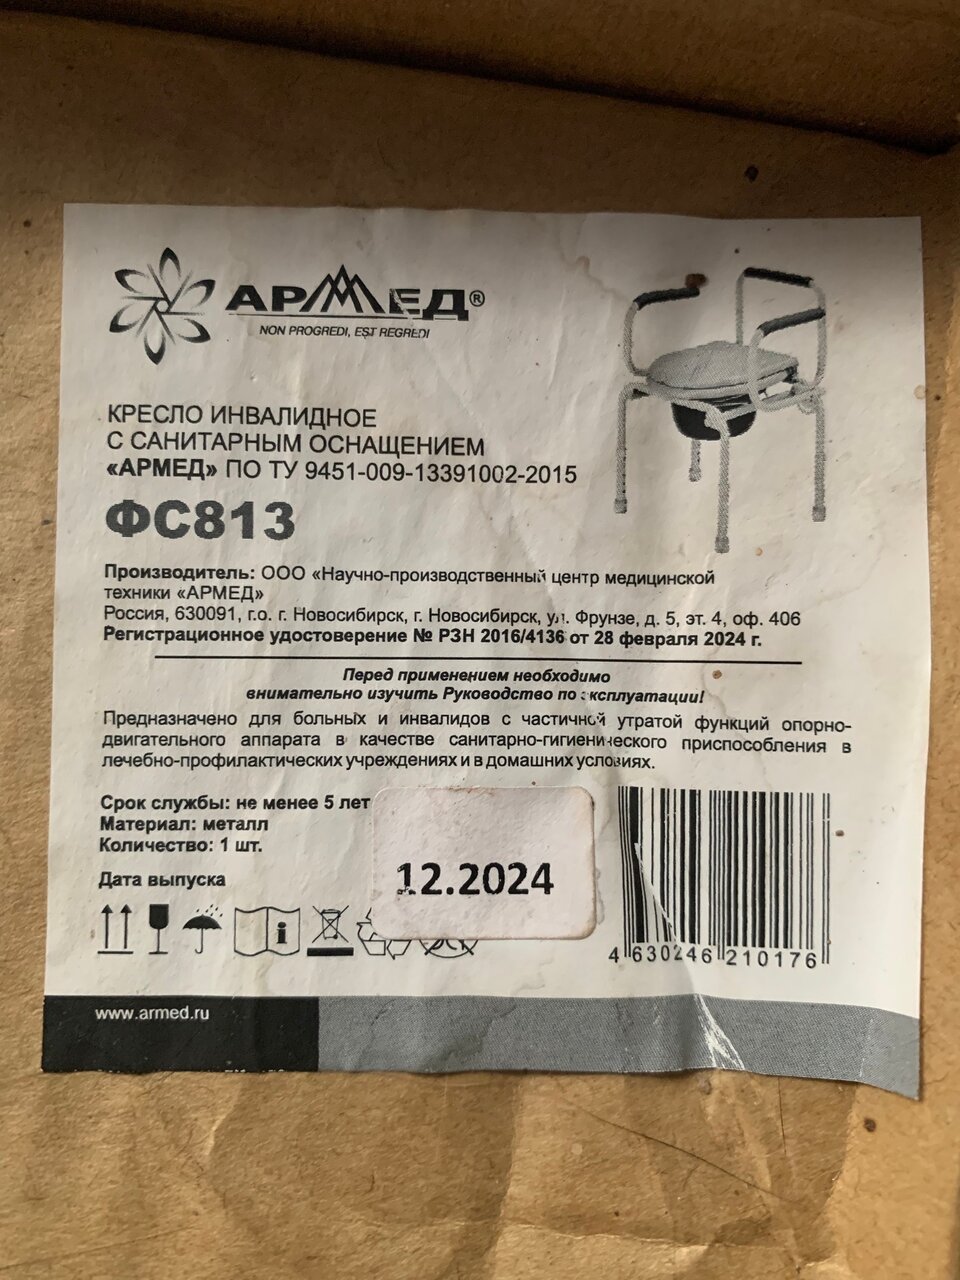 АРМЕД®
NON PROGREDI, EST REGREDI
КРЕСЛО ИНВАЛИДНОЕ
С САНИТАРНЫМ ОСНАЩЕНИЕМ
«АРМЕД» ПО ТУ 9451-009-13391002-2015
ФС813
Производитель: ООО «Научно-производственный центр медицинской
техники «АРМЕД»
Россия, 630091, г.о. г. Новосибирск, г. Новосибирск, ул. Фрунзе, д. 5, эт. 4, оф. 406
Регистрационное удостоверение № РЗН 2016/4136 от 28 февраля 2024 г.
Перед применением необходимо
внимательно изучить Руководство по эксплуатации!
Предназначено для больных и инвалидов с частичной утратой функций опорно-
двигательного аппарата в качестве санитарно-гигиенического приспособления в
лечебно-профилактических учреждениях и в домашних условиях.
Срок службы: не менее 5 лет
Материал: металл
Количество: 1 шт.
Дата выпуска
12.2024
4 630246 210176
www.armed.ru